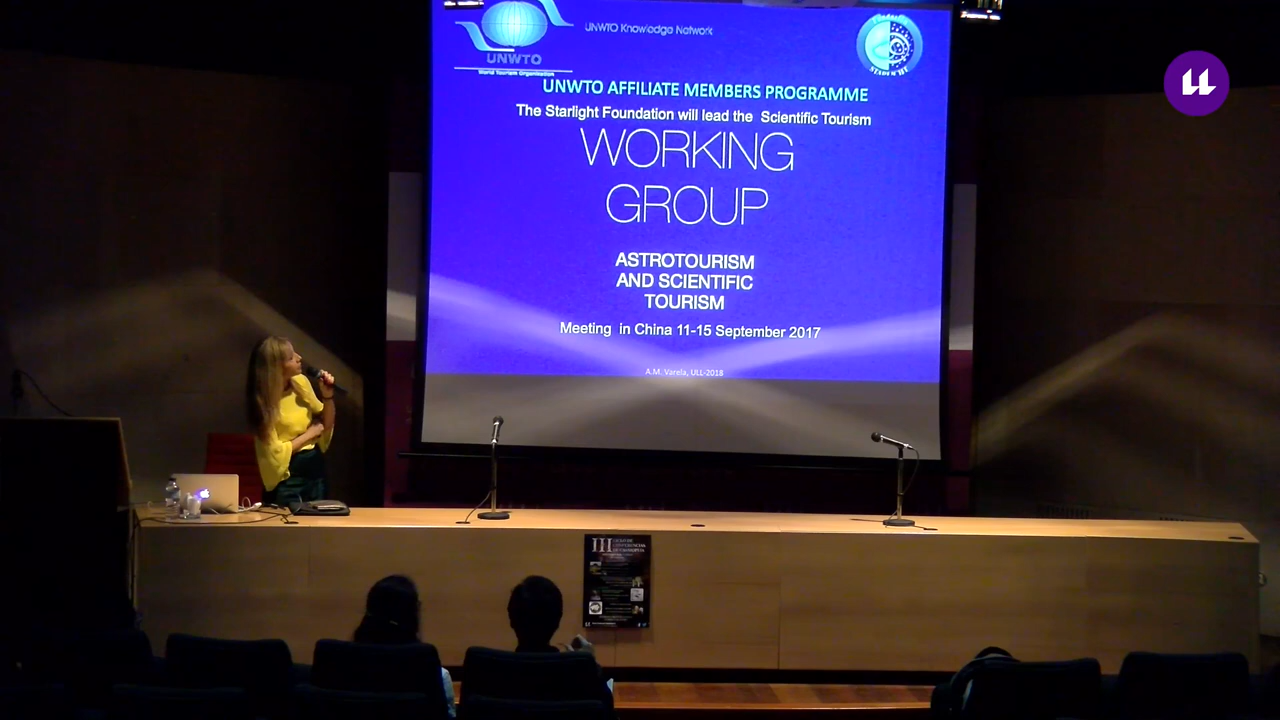 UNWTO Knowledge Network
UNWTO
World Tourism Organization
UNWTO AFFILIATE MEMBERS PROGRAMME
The Starlight Foundation will lead the Scientific Tourism
WORKING
GROUP
ASTROTOURISM
AND SCIENTIFIC
TOURISM
Meeting in China 11-15 September 2017
A.M. Varela, ULL-2018
III